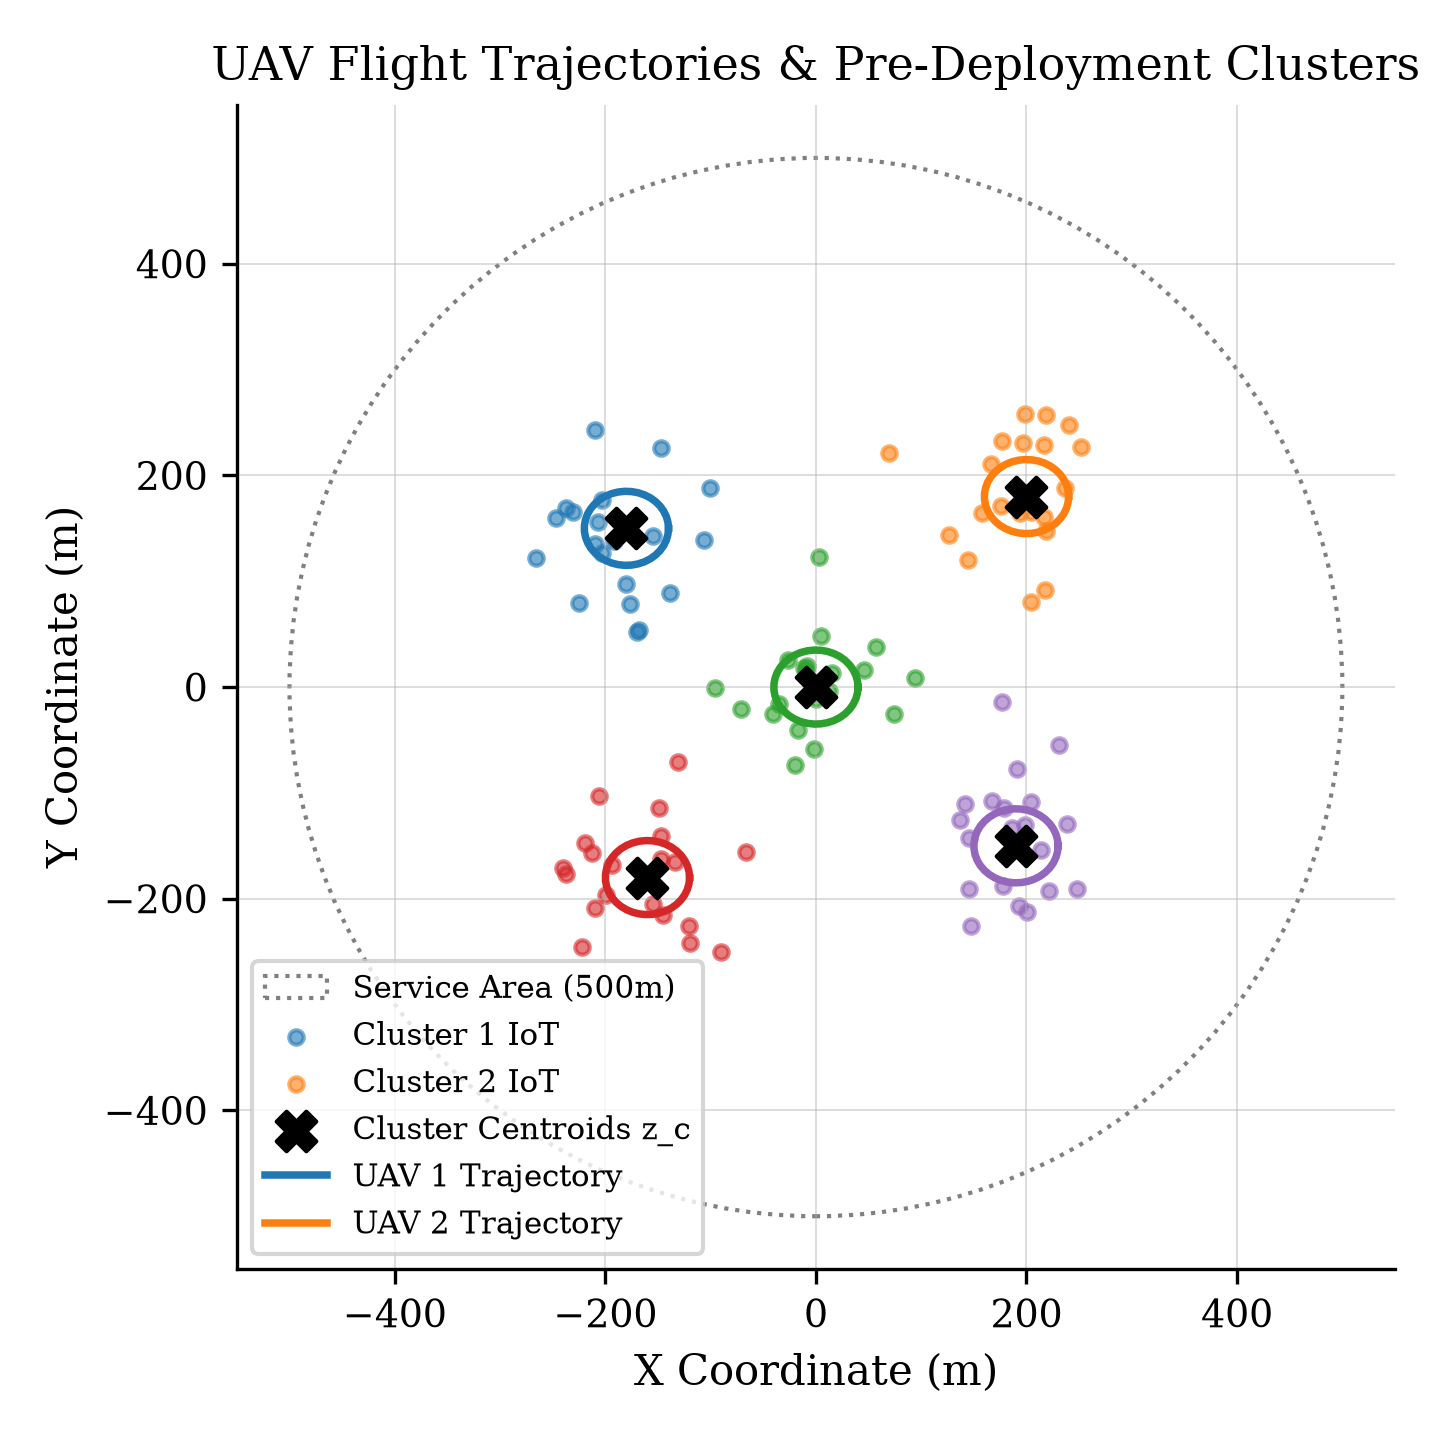 UAV Flight Trajectories & Pre-Deployment Clusters
Y Coordinate (m)
400
200
0
−200
−400
Service Area (500m)
Cluster 1 IoT
Cluster 2 IoT
Cluster Centroids z_c
UAV 1 Trajectory
UAV 2 Trajectory
−400
−200
0
200
400
X Coordinate (m)